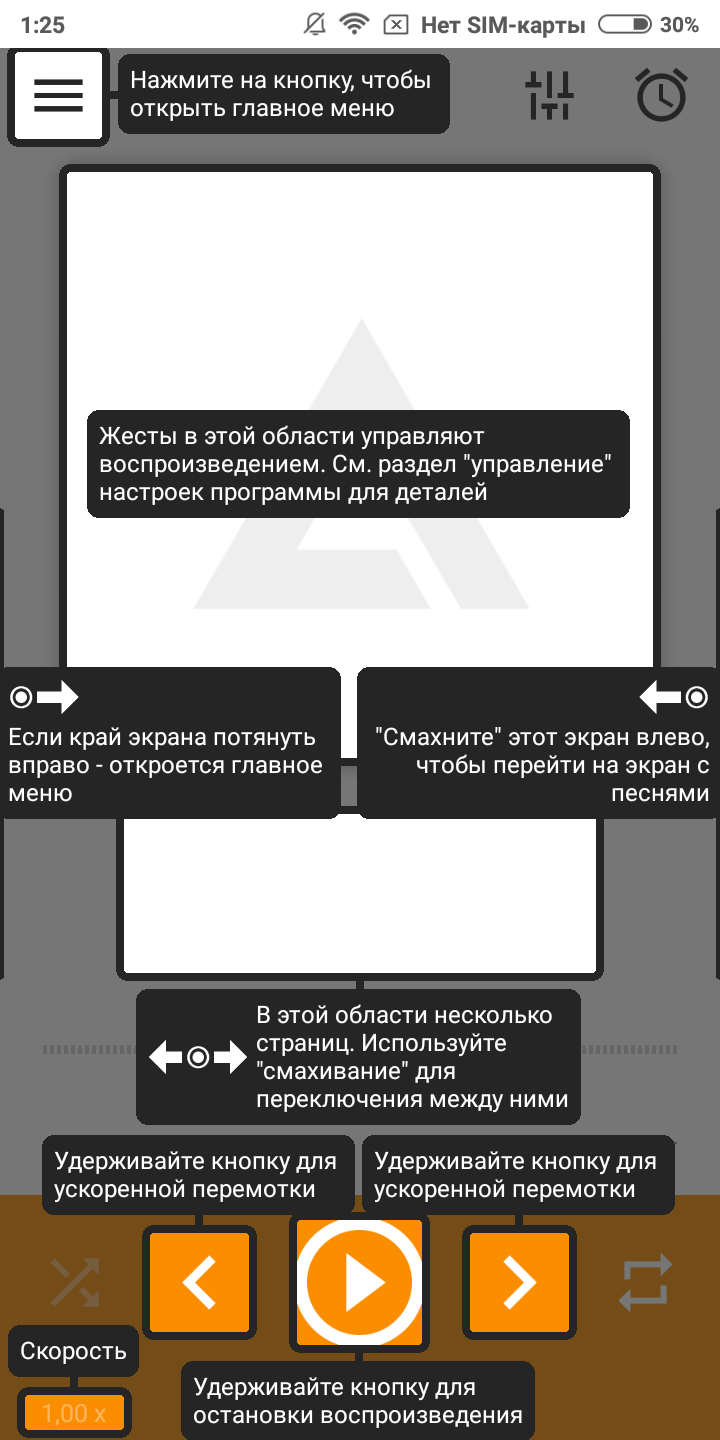 1:25
Нет SIM-карты
30%
Нажмите на кнопку, чтобы
открыть главное меню
Жесты в этой области управляют
воспроизведением. См. раздел "управление"
настроек программы для деталей
Если край экрана потянуть
вправо - откроется главное
меню
"Смахните" этот экран влево,
чтобы перейти на экран с
песнями
В этой области несколько
страниц. Используйте
"смахивание" для
переключения между ними
Удерживайте кнопку для
ускоренной перемотки
Удерживайте кнопку для
ускоренной перемотки
Скорость
1,00 x
Удерживайте кнопку для
остановки воспроизведения